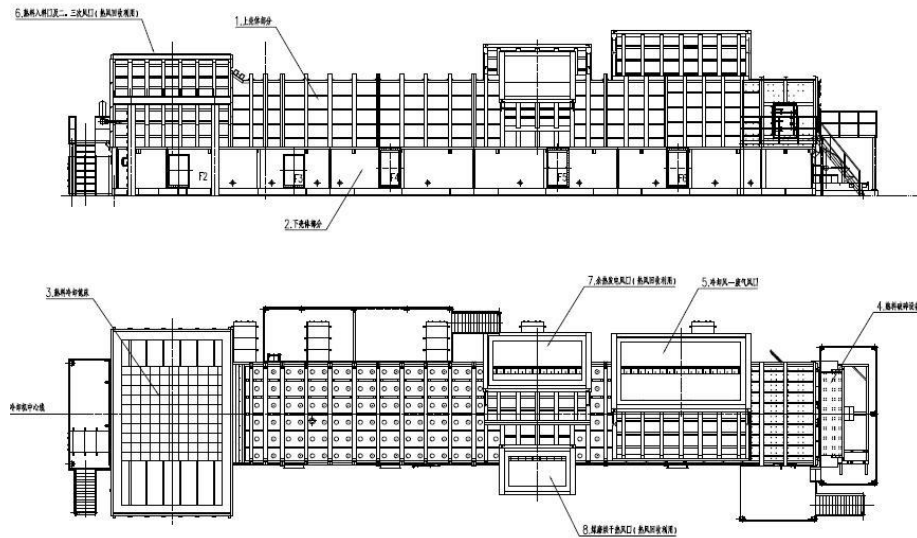 6.熟料入料口及二、三次风口(热风回收利用)
1.上壳体部分
F2
F3
F4
F5
F6
2.下壳体部分
7.余热发电风口(热风回收利用)
5.冷却风一废气风口
3.熟料冷却篦床
4.熟料破碎设备
冷却机中心线
8.煤磨烘干热风口(热风回收利用)